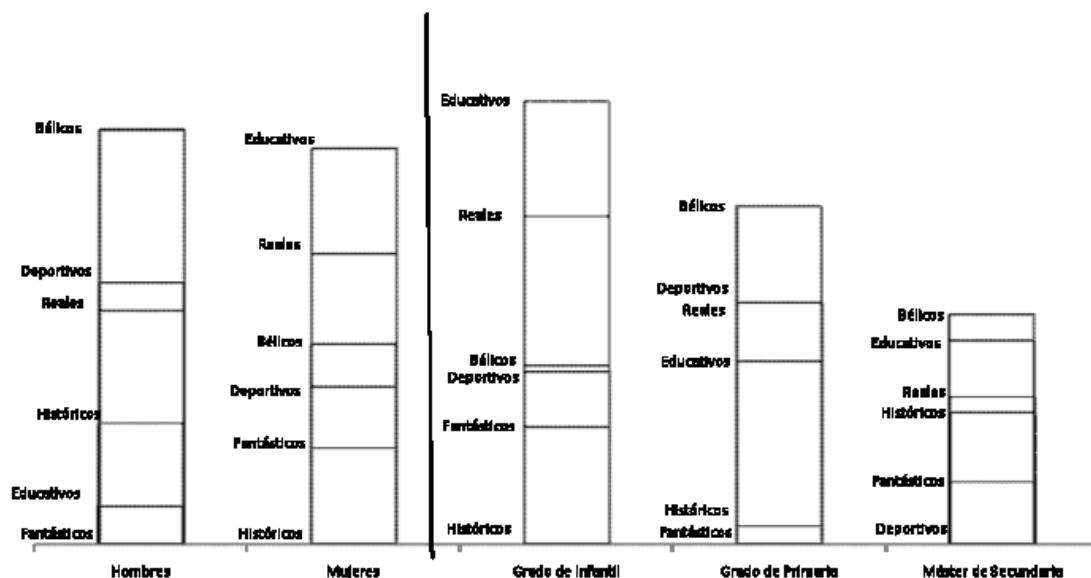 Bélicos
Deportivos
Reales
Históricos
Educativos
Fantásticos
Hombres
Educativos
Reales
Bélicos
Deportivos
Fantásticos
Históricos
Mujeres
Educativos
Reales
Bélicos
Deportivos
Fantásticos
Históricos
Grado de Infantil
Bélicos
Deportivos
Reales
Educativos
Históricos
Fantásticos
Grado de Primaria
Bélicos
Educativos
Reales
Históricos
Fantásticos
Deportivos
Máster de Secundaria